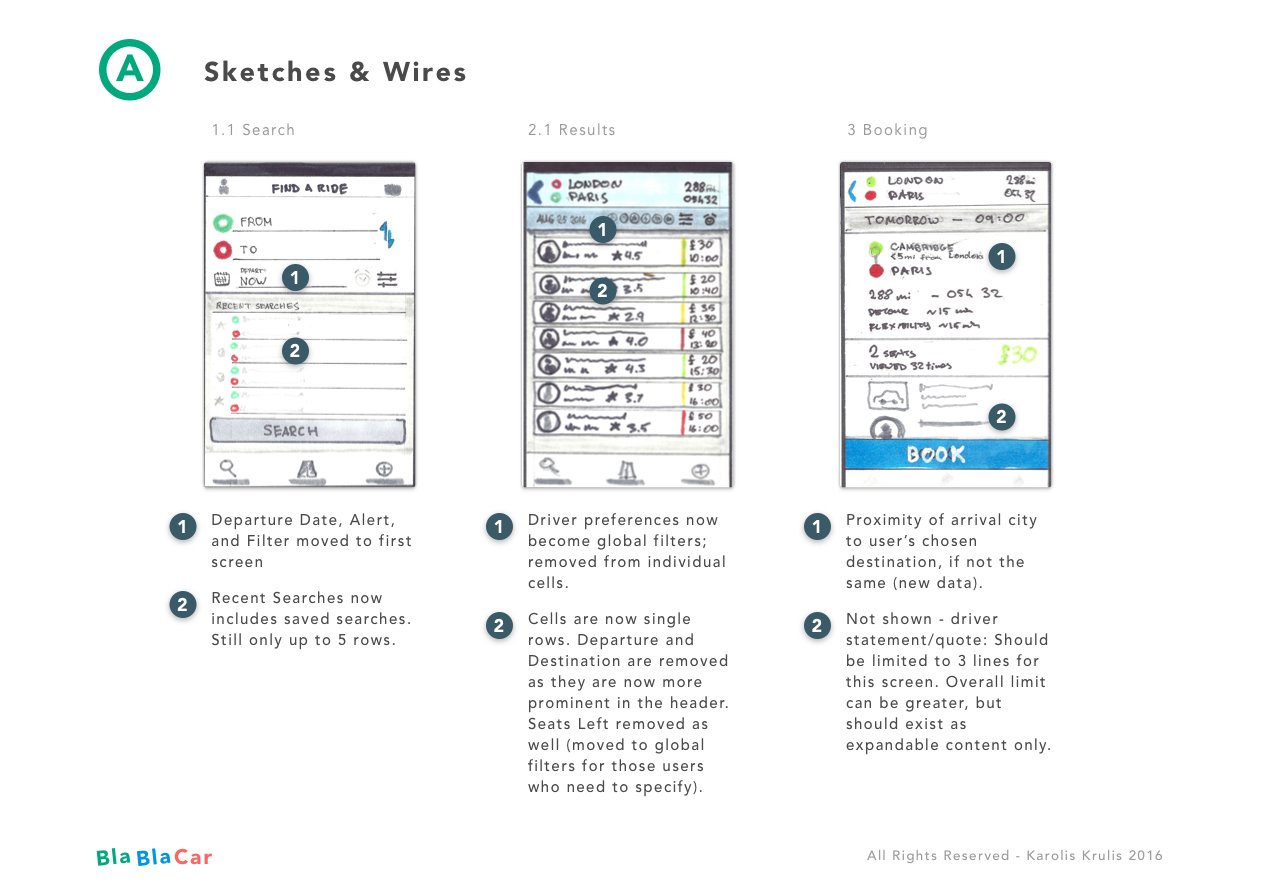 A
Sketches & Wires
1.1 Search
FIND A RIDE
FROM
TO
DEPART:
NOW
1
RECENT SEARCHES
2
SEARCH
1 Departure Date, Alert,
and Filter moved to first
screen
2 Recent Searches now
includes saved searches.
Still only up to 5 rows.
2.1 Results
LONDON 288mi
PARIS 05h32
AUG 25 2016
1
£30
★4.5 10:00
2
£ 20
3.5 10:40
£ 35
★ 2.9 12:30
£ 40
★ 4.0
£ 20
★ 4.3 15:30
£30
★ 3.7 16:00
£50
★ 3.5 16:00
1 Driver preferences now
become global filters;
removed from individual
cells.
2 Cells are now single
rows. Departure and
Destination are removed
as they are now more
prominent in the header.
Seats Left removed as
well (moved to global
filters for those users
who need to specify).
3 Booking
LONDON 288mi
PARIS 05h 32
TOMORROW - 09:00
CAMBRIDGE
<5mi from London
1
PARIS
288 mi - 05h 32
DETOUR ~15 min
FLEXIBILITY ~15 min
2 SEATS £30
VIEWED 32 times
2
BOOK
1 Proximity of arrival city
to user’s chosen
destination, if not the
same (new data).
2 Not shown - driver
statement/quote: Should
be limited to 3 lines for
this screen. Overall limit
can be greater, but
should exist as
expandable content only.
BlaBlaCar
All Rights Reserved - Karolis Krulis 2016